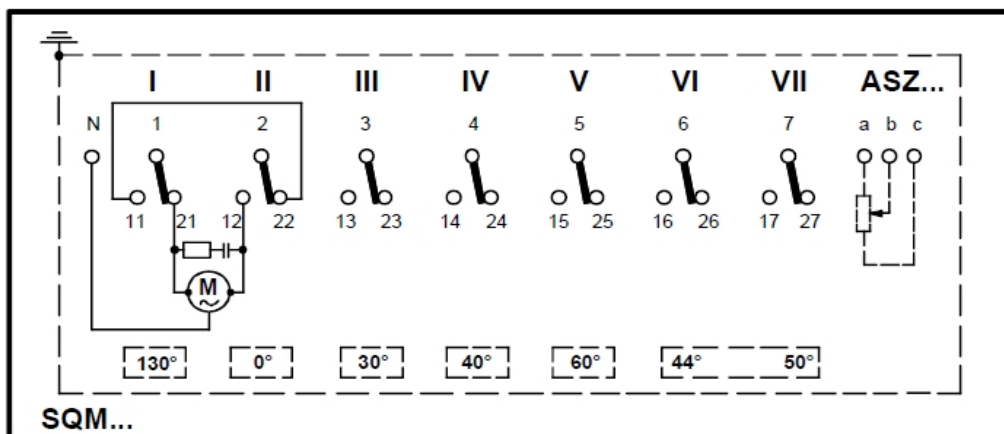 I II III IV V VI VII ASZ...
N 1 2 3 4 5 6 7 a b c
11 21 12 22 13 23 14 24 15 25 16 26 17 27
M
~
130° 0° 30° 40° 60° 44° 50°
SQM...